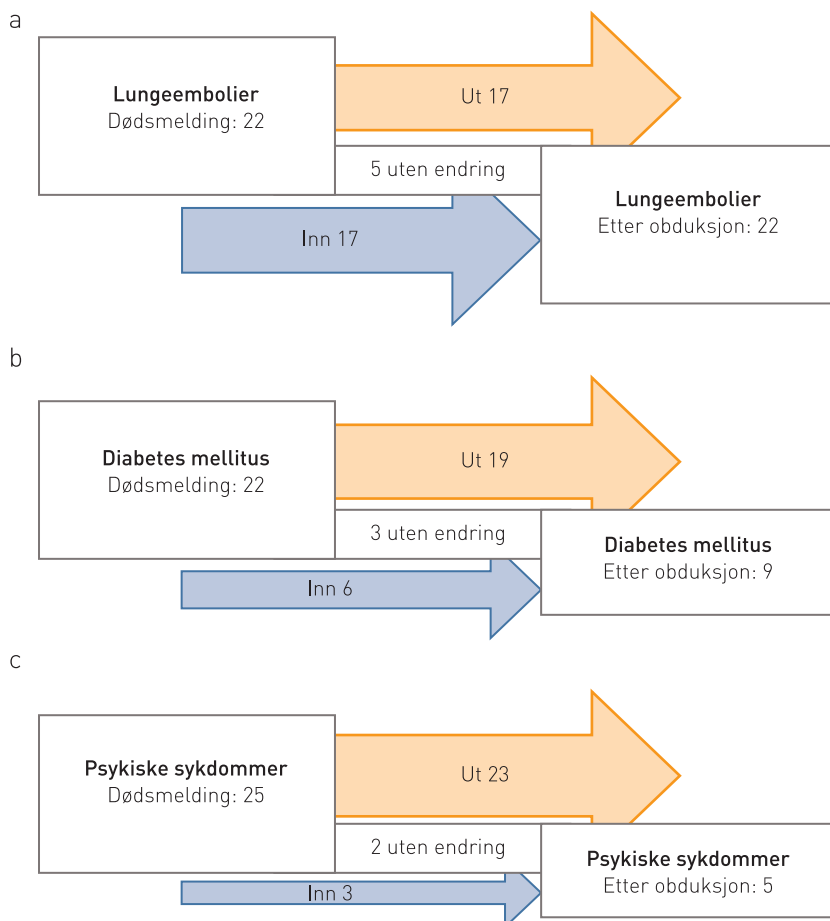 a
Lungeembolier
Dødsmelding: 22
Ut 17
5 uten endring
Inn 17
Lungeembolier
Etter obduksjon: 22
b
Diabetes mellitus
Dødsmelding: 22
Ut 19
3 uten endring
Inn 6
Diabetes mellitus
Etter obduksjon: 9
c
Psykiske sykdommer
Dødsmelding: 25
Ut 23
2 uten endring
Inn 3
Psykiske sykdommer
Etter obduksjon: 5